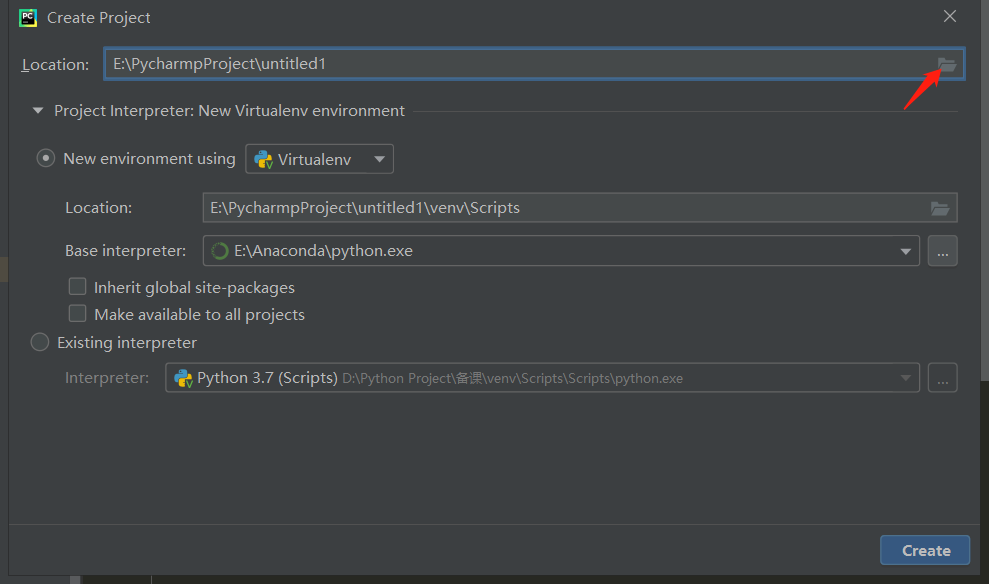 PC Create Project
Location: E:\PycharmpProject\untitled1
Project Interpreter: New Virtualenv environment
New environment using Virtualenv
Location: E:\PycharmpProject\untitled1\venv\Scripts
Base interpreter: E:\Anaconda\python.exe ...
Inherit global site-packages
Make available to all projects
Existing interpreter
Interpreter: Python 3.7 (Scripts) D:\Python Project\备课\venv\Scripts\Scripts\python.exe ...
Create